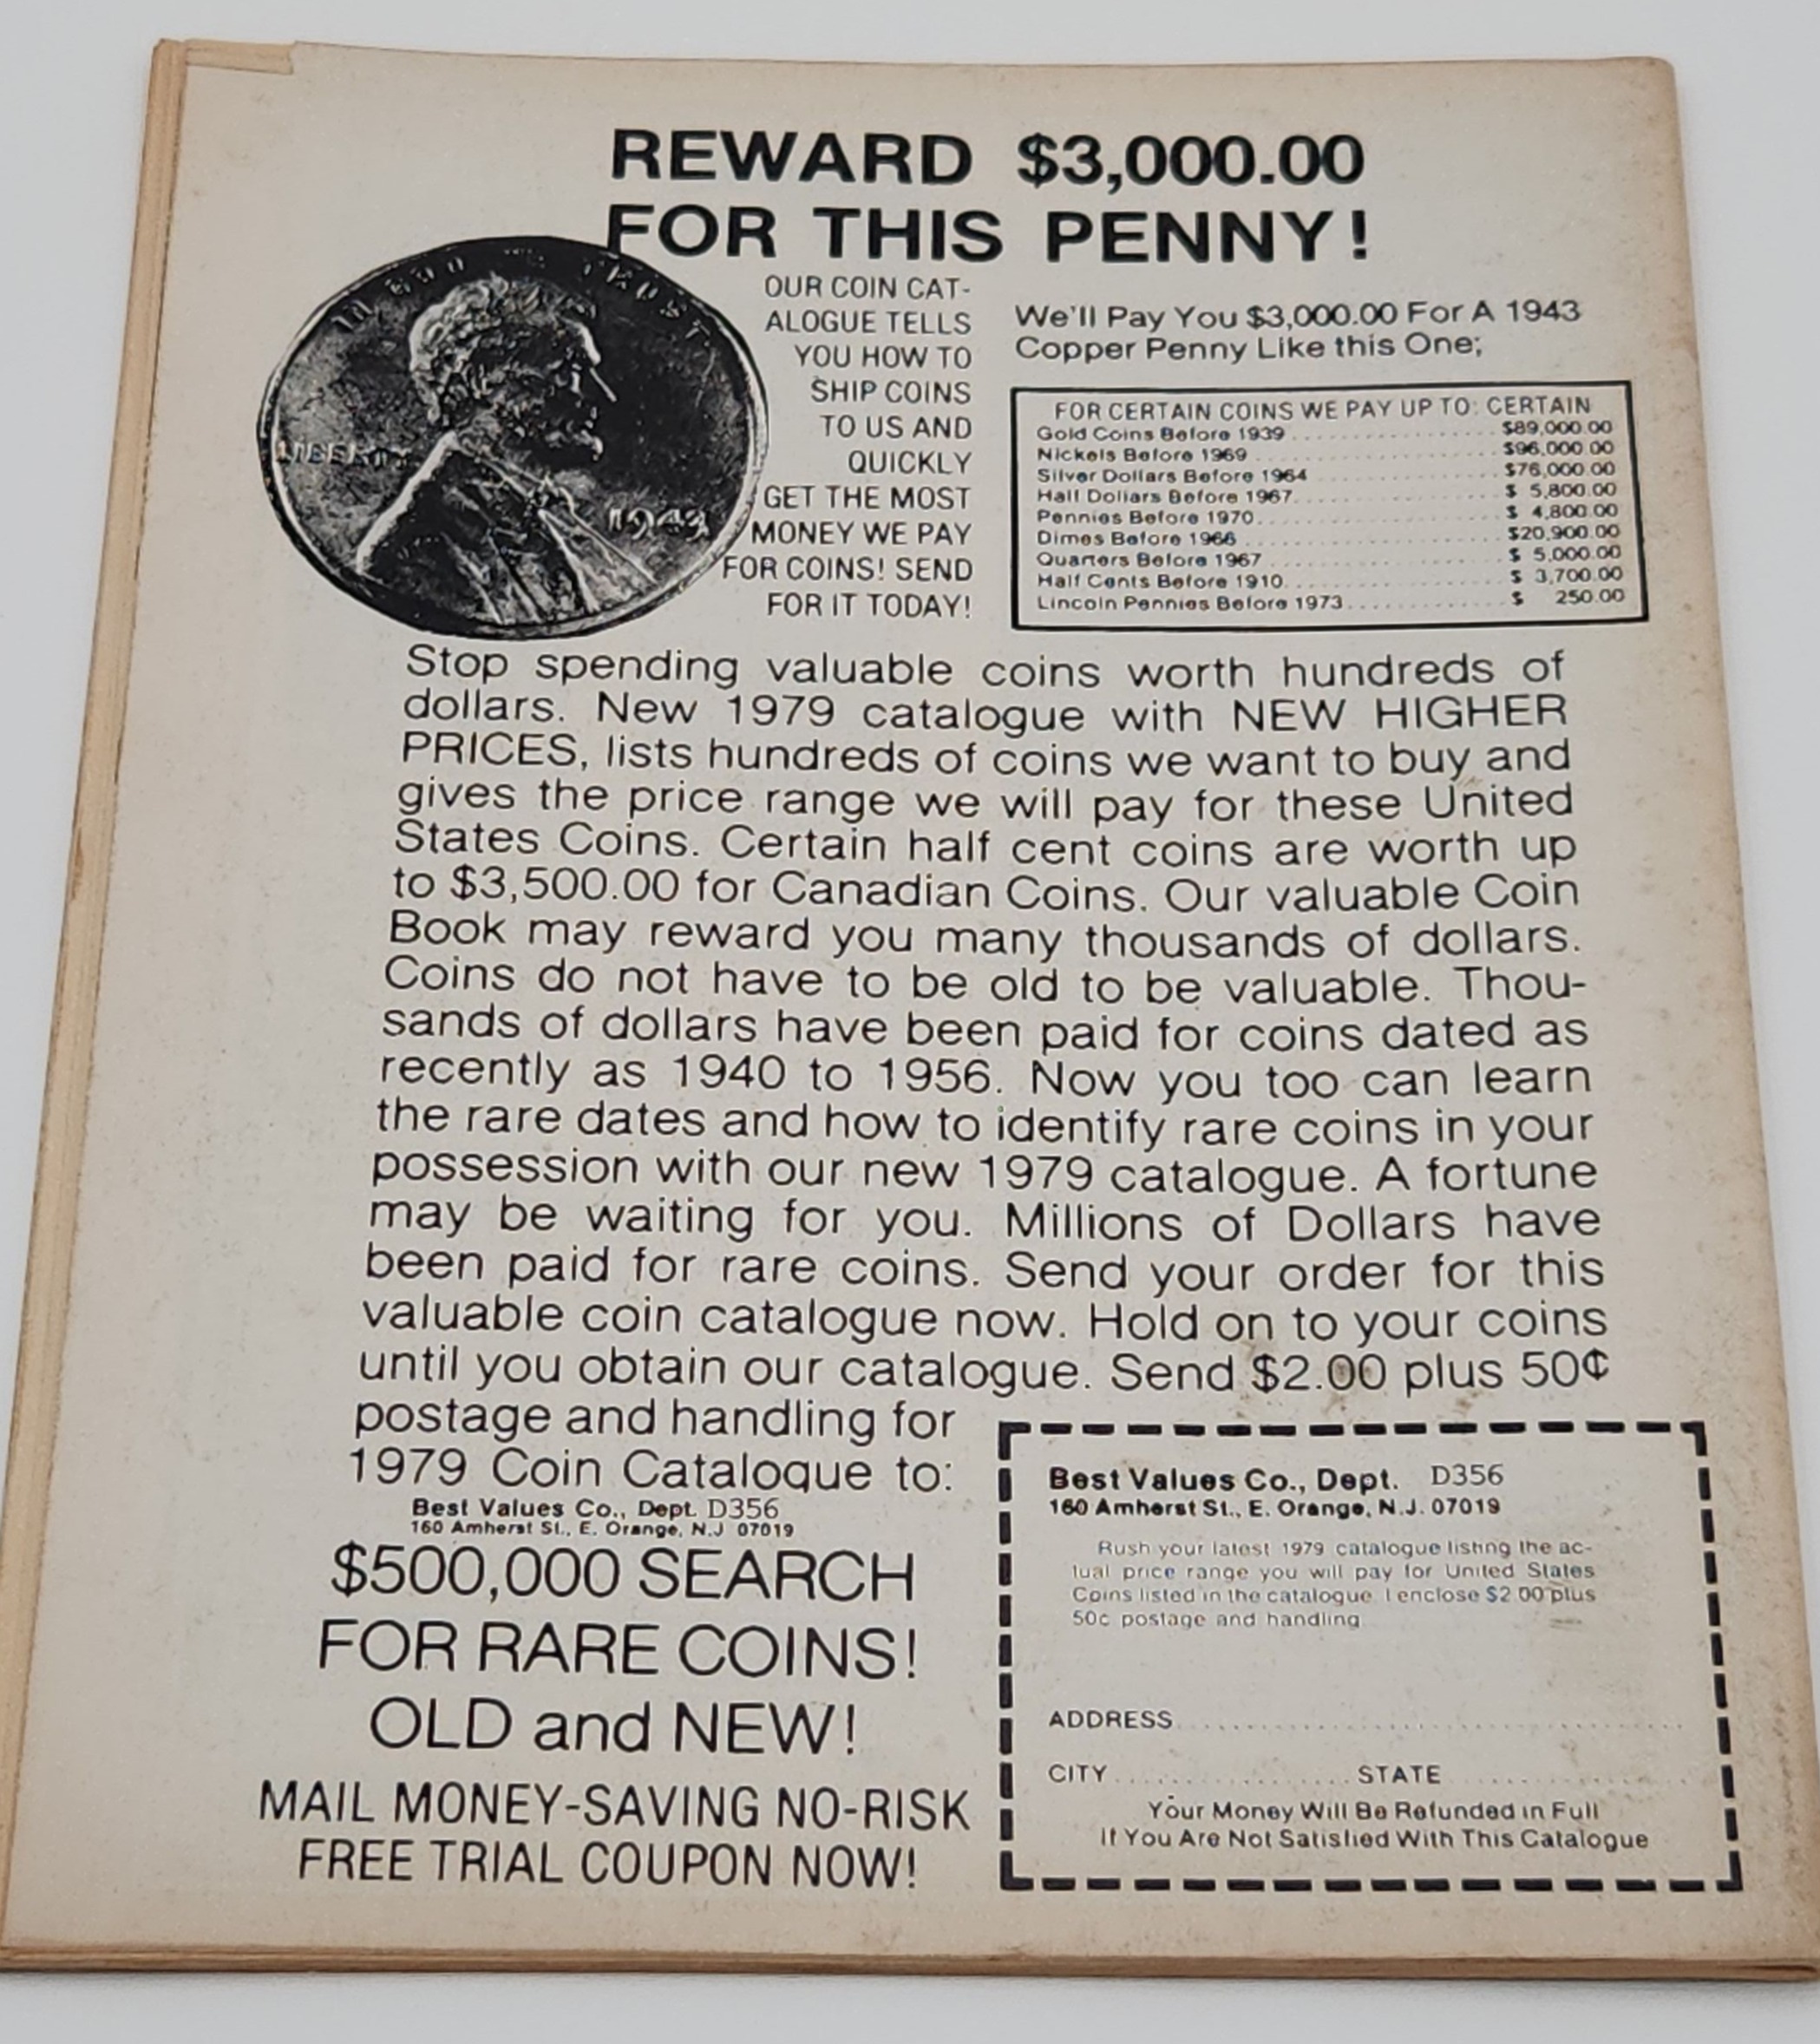 REWARD $3,000.00
FOR THIS PENNY!
IN GOD WE TRUST
LIBERTY
1943
OUR COIN CAT-
ALOGUE TELLS
YOU HOW TO
SHIP COINS
TO US AND
QUICKLY
GET THE MOST
MONEY WE PAY
FOR COINS! SEND
FOR IT TODAY!
We'll Pay You $3,000.00 For A 1943
Copper Penny Like this One;
FOR CERTAIN COINS WE PAY UP TO: CERTAIN
Gold Coins Before 1939 . . . . . . . . . . . . . . . . . $89,000.00
Nickels Before 1969 . . . . . . . . . . . . . . . . . . . . $96,000.00
Silver Dollars Before 1964 . . . . . . . . . . . . . . . $76,000.00
Half Dollars Before 1967 . . . . . . . . . . . . . . . . $ 5,800.00
Pennies Before 1970 . . . . . . . . . . . . . . . . . . . $ 4,800.00
Dimes Before 1966 . . . . . . . . . . . . . . . . . . . . $20,900.00
Quarters Before 1967 . . . . . . . . . . . . . . . . . . $ 5,000.00
Half Cents Before 1910 . . . . . . . . . . . . . . . . . $ 3,700.00
Lincoln Pennies Before 1973 . . . . . . . . . . . . . $ 250.00
Stop spending valuable coins worth hundreds of
dollars. New 1979 catalogue with NEW HIGHER
PRICES, lists hundreds of coins we want to buy and
gives the price range we will pay for these United
States Coins. Certain half cent coins are worth up
to $3,500.00 for Canadian Coins. Our valuable Coin
Book may reward you many thousands of dollars.
Coins do not have to be old to be valuable. Thou-
sands of dollars have been paid for coins dated as
recently as 1940 to 1956. Now you too can learn
the rare dates and how to identify rare coins in your
possession with our new 1979 catalogue. A fortune
may be waiting for you. Millions of Dollars have
been paid for rare coins. Send your order for this
valuable coin catalogue now. Hold on to your coins
until you obtain our catalogue. Send $2.00 plus 50¢
postage and handling for
1979 Coin Catalogue to:
Best Values Co., Dept. D356
160 Amherst St., E. Orange, N.J 07019
$500,000 SEARCH
FOR RARE COINS!
OLD and NEW!
MAIL MONEY-SAVING NO-RISK
FREE TRIAL COUPON NOW!
Best Values Co., Dept. D356
160 Amherst St., E. Orange, N.J. 07019
Rush your latest 1979 catalogue listing the ac-
tual price range you will pay for United States
Coins listed in the catalogue. I enclose $2.00 plus
50c postage and handling
ADDRESS . . . . . . . . . . . . . . . . . . . . . . . . . . . . . .
CITY . . . . . . . . . . . . . . . . . STATE . . . . . . . . . . . . .
Your Money Will Be Refunded in Full
If You Are Not Satisfied With This Catalogue